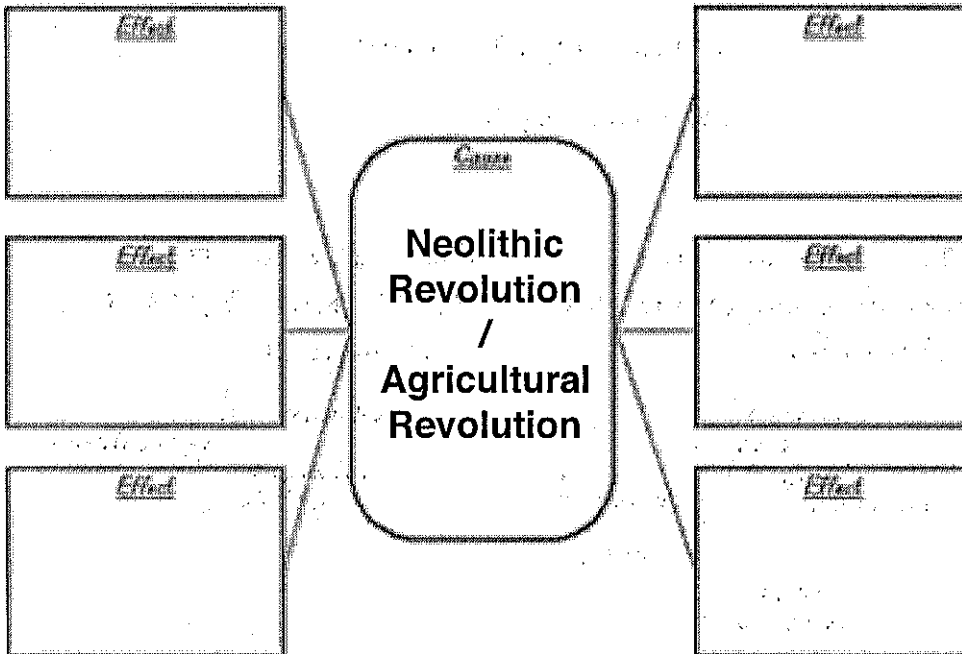 Effect
Effect
Cause
Neolithic
Revolution
/
Agricultural
Revolution
Effect
Effect
Effect
Effect